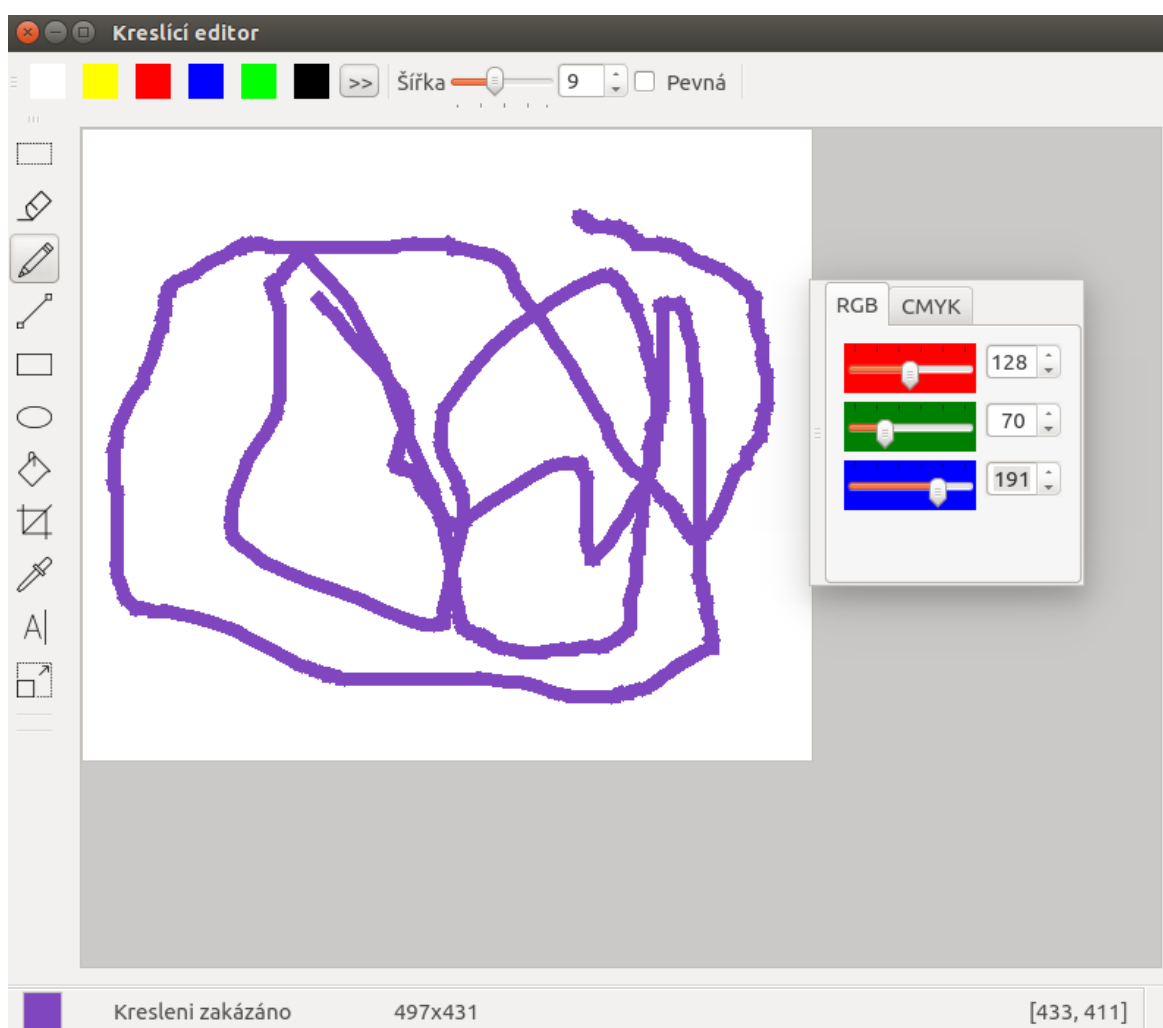 Kreslící editor
>> Šířka 9 Pevná
RGB CMYK
128
70
191
A
Kresleni zakázáno 497x431 [433, 411]